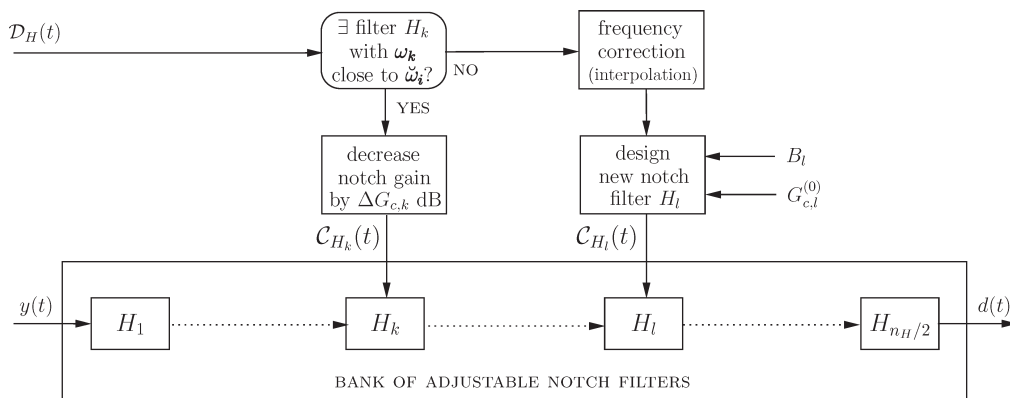 𝒟_H(t)
∃ filter H_k
with ω_k
close to ω̆_i?
NO
frequency
correction
(interpolation)
YES
decrease
notch gain
by ΔG_{c,k} dB
design
new notch
filter H_l
B_l
G_{c,l}^{(0)}
𝒞_{H_k}(t)
𝒞_{H_l}(t)
y(t)
H_1
H_k
H_l
H_{n_H/2}
d(t)
BANK OF ADJUSTABLE NOTCH FILTERS